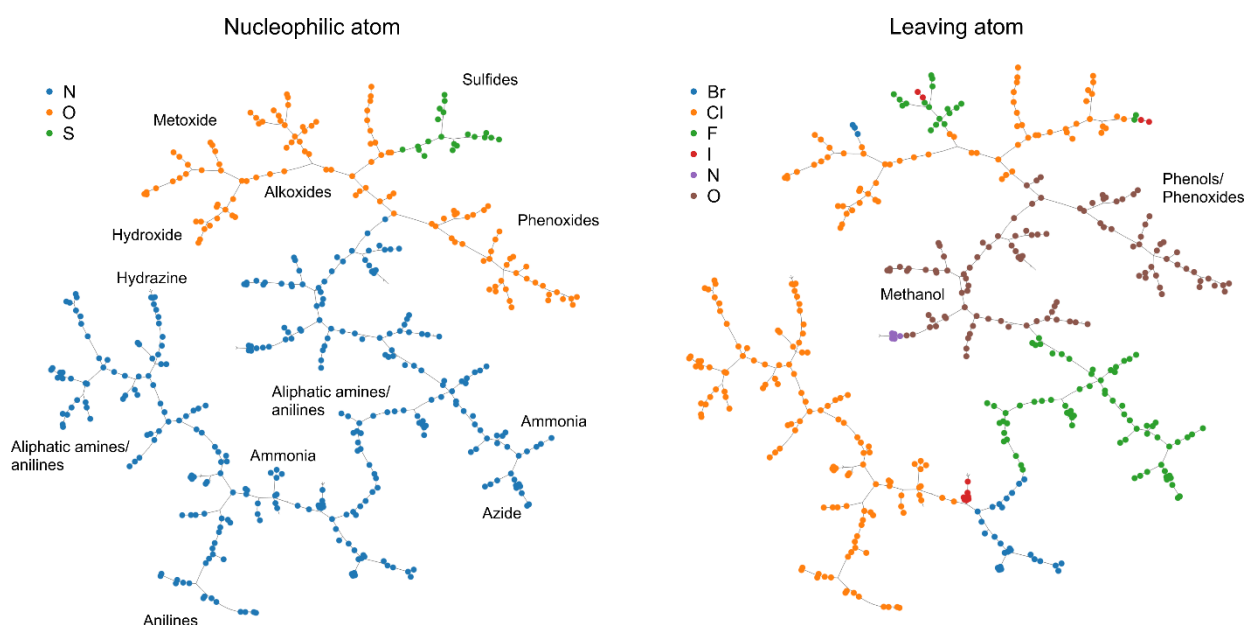 Nucleophilic atom
N
O
S
Sulfides
Metoxide
Alkoxides
Phenoxides
Hydroxide
Hydrazine
Aliphatic amines/
anilines
Ammonia
Aliphatic amines/
anilines
Ammonia
Azide
Anilines
Leaving atom
Br
Cl
F
I
N
O
Phenols/
Phenoxides
Methanol